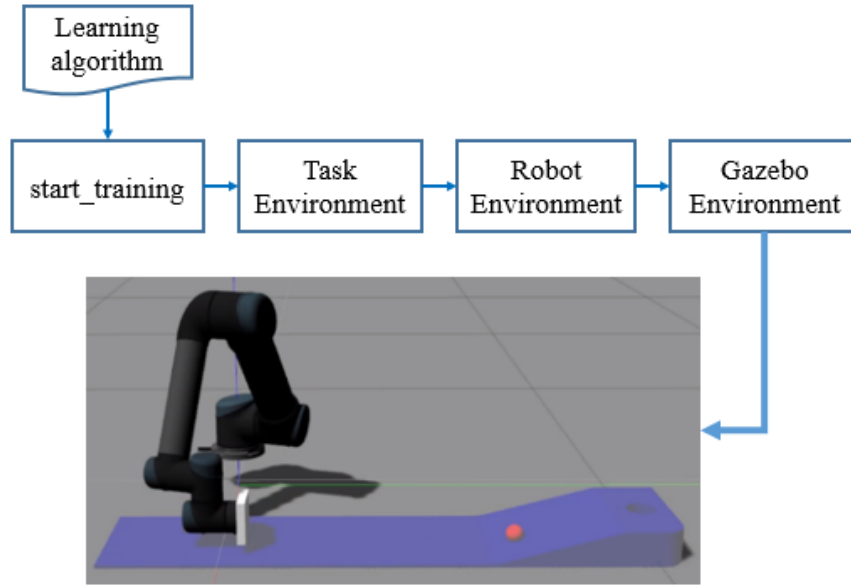 Learning
algorithm
start_training
Task
Environment
Robot
Environment
Gazebo
Environment